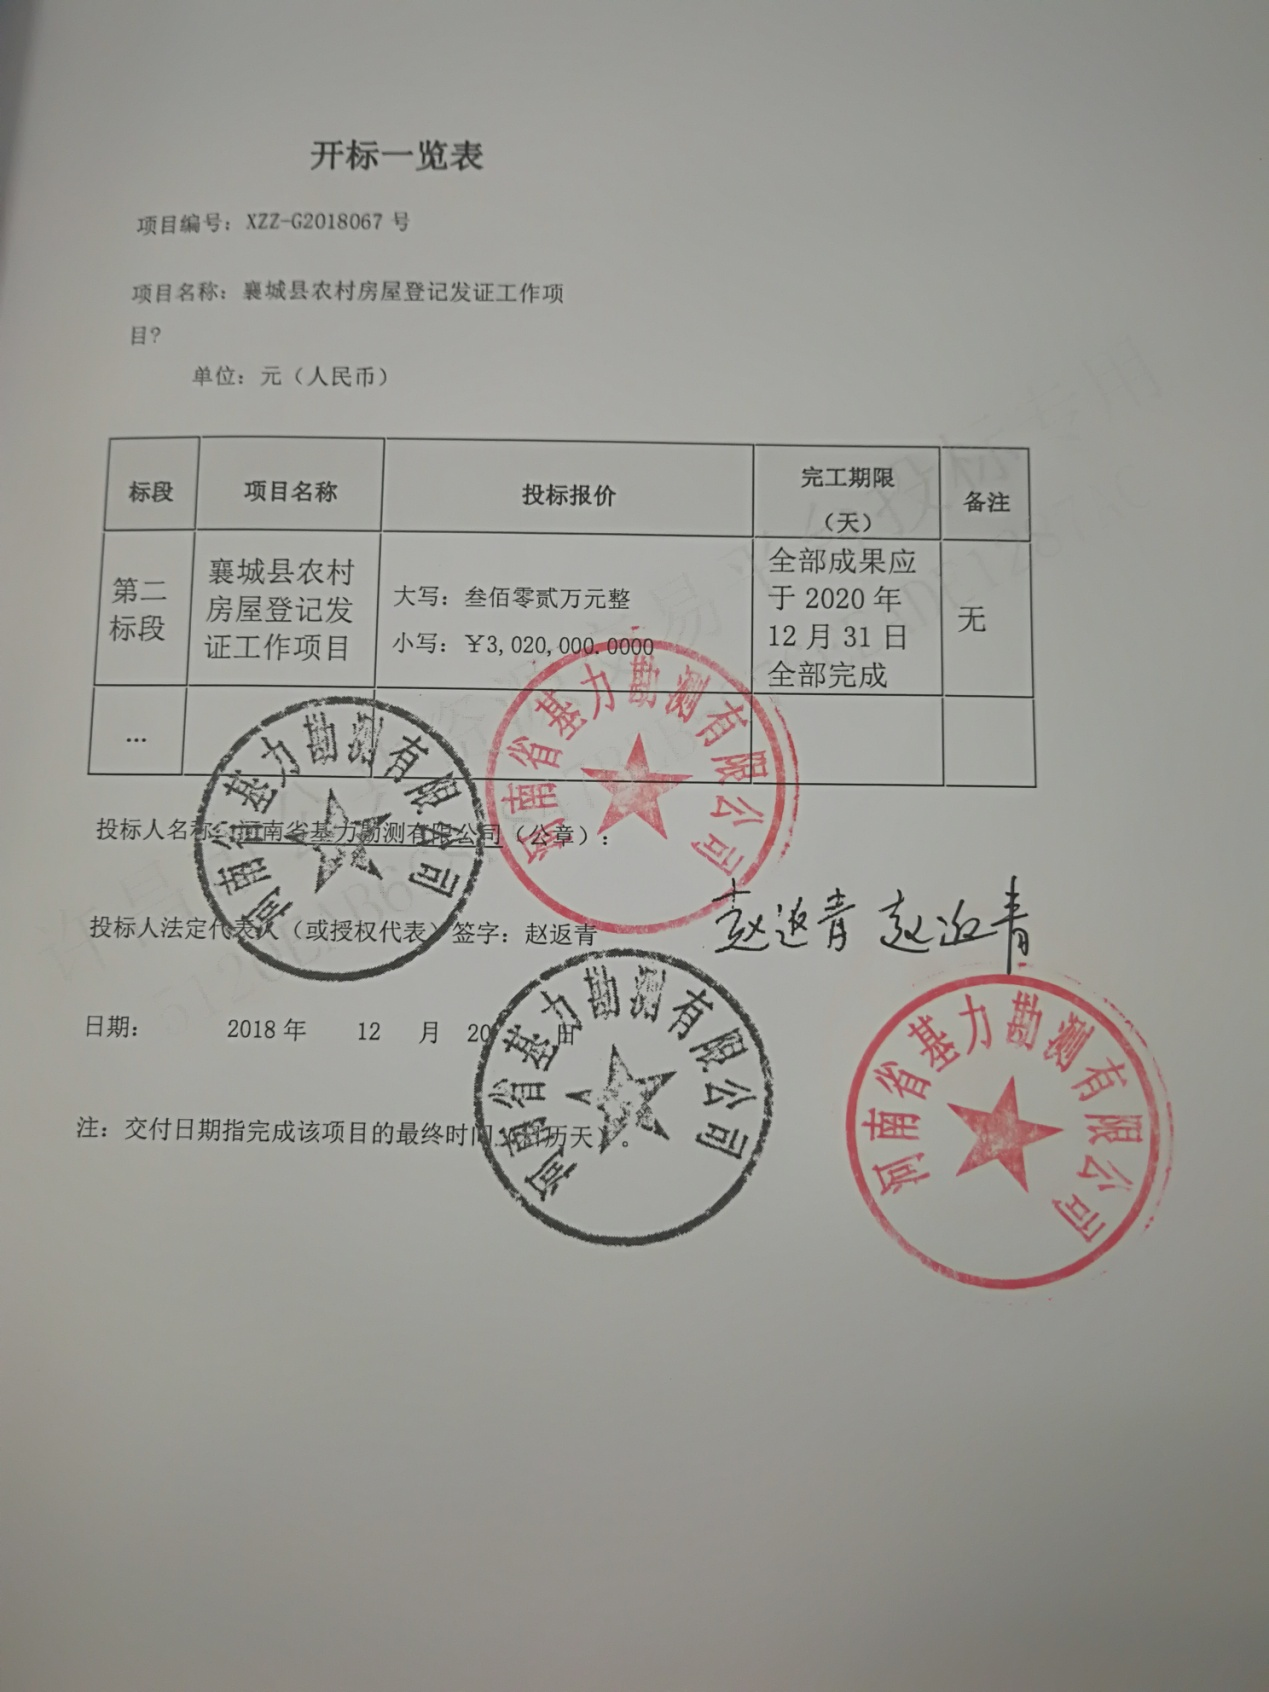 开标一览表
项目编号：XZZ-G2018067 号
项目名称：襄城县农村房屋登记发证工作项
目?
单位：元（人民币）
标段 项目名称 投标报价 完工期限（天） 备注
第二标段 襄城县农村房屋登记发证工作项目 大写：叁佰零贰万元整 小写：￥3,020,000.0000 全部成果应于 2020 年 12 月 31 日全部完成 无
...
投标人名称：河南省基力勘测有限公司（公章）：
河南省基力勘测有限公司
河南省基力勘测有限公司
投标人法定代表人（或授权代表）签字：赵返青
赵返青 赵返青
日期： 2018 年 12 月 20 日
注：交付日期指完成该项目的最终时间（日历天）。
河南省基力勘测有限公司
河南省基力勘测有限公司